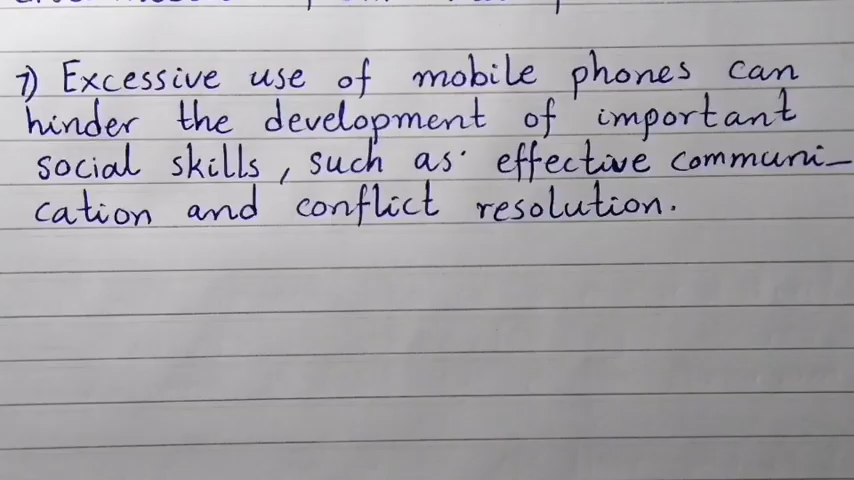 7) Excessive use of mobile phones can
hinder the development of important
social skills, such as effective communi-
cation and conflict resolution.